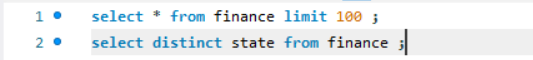 1 select * from finance limit 100 ;
2 select distinct state from finance ;